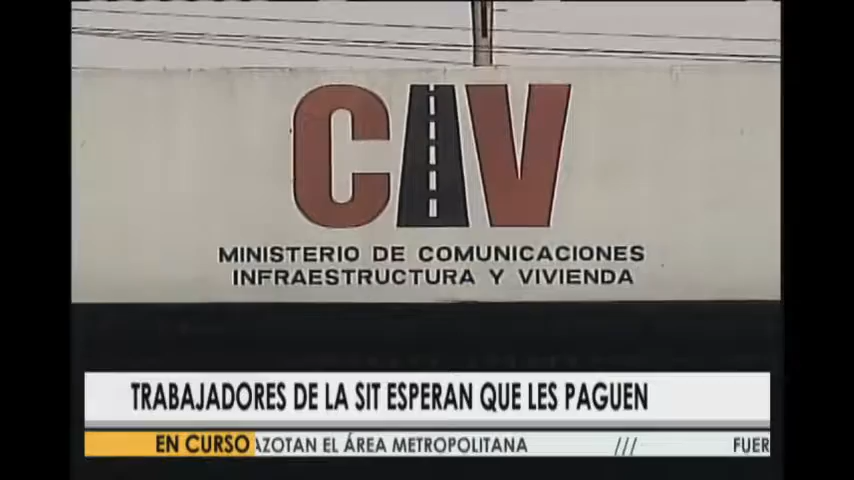 CIV
MINISTERIO DE COMUNICACIONES
INFRAESTRUCTURA Y VIVIENDA
TRABAJADORES DE LA SIT ESPERAN QUE LES PAGUEN
EN CURSO AZOTAN EL ÁREA METROPOLITANA /// FUER